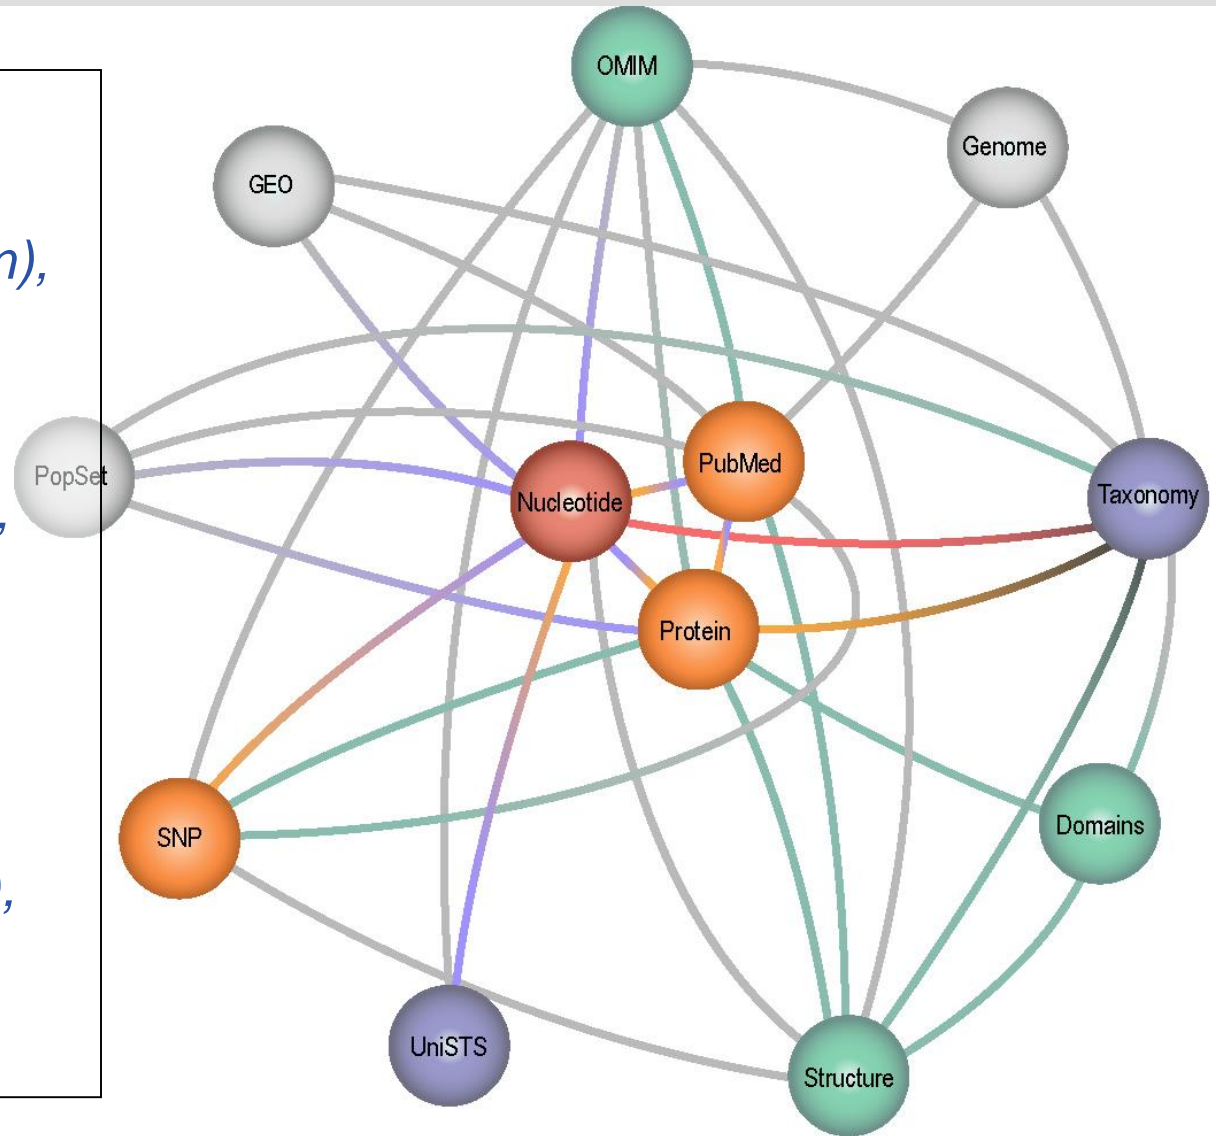 OMIM
Genome
GEO
n),
PubMed
PopSet
Nucleotide
Taxonomy
,
Protein
SNP
Domains
),
UniSTS
Structure